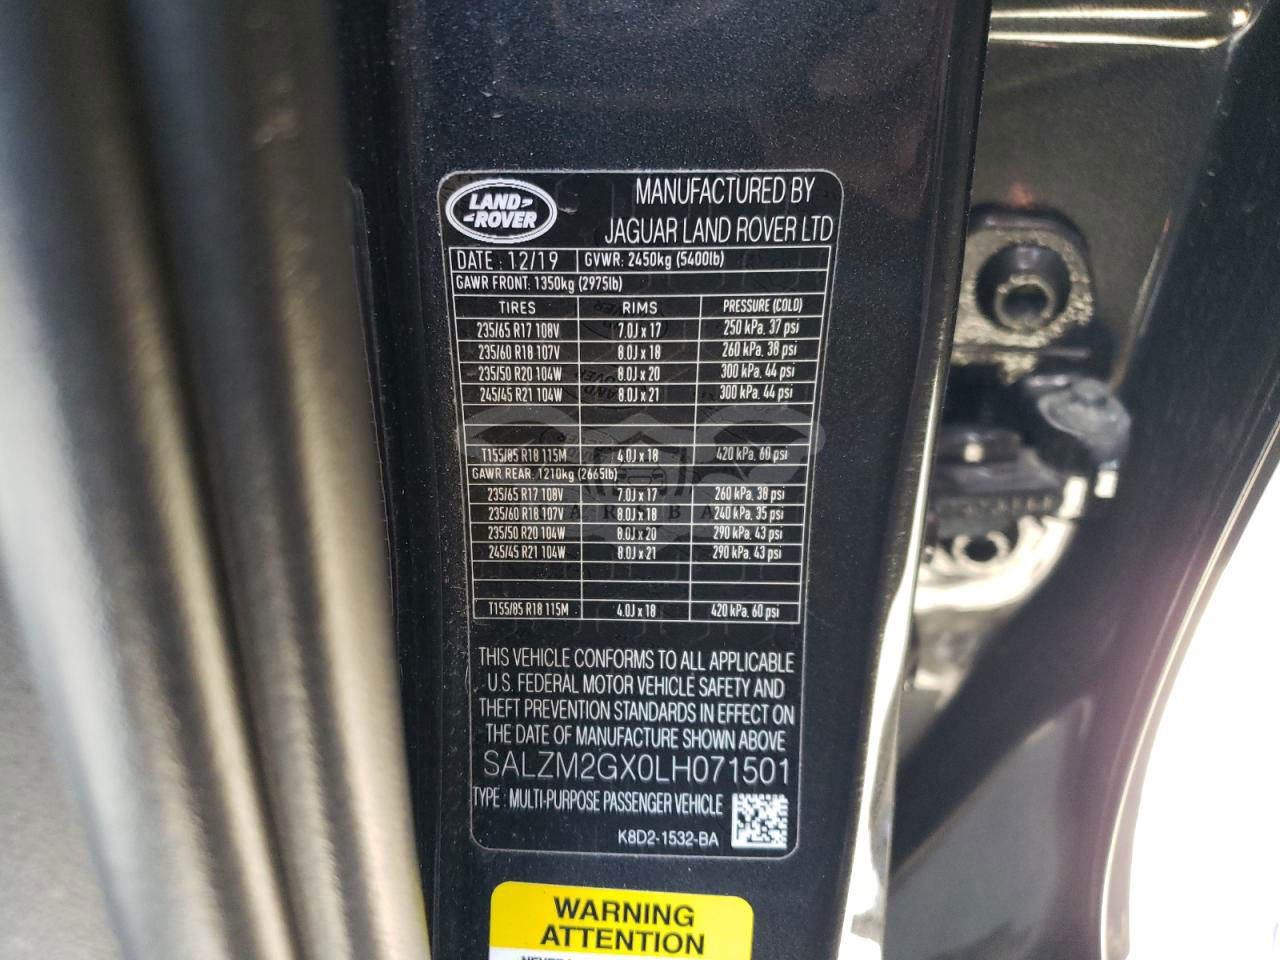 LAND ROVER
MANUFACTURED BY
JAGUAR LAND ROVER LTD
DATE : 12/19 GVWR: 2450kg (5400lb)
GAWR FRONT: 1350kg (2975lb)
TIRES RIMS PRESSURE (COLD)
235/65 R17 108V 7.0J x 17 250 kPa, 37 psi
235/60 R18 107V 8.0J x 18 260 kPa, 38 psi
235/50 R20 104W 8.0J x 20 300 kPa, 44 psi
245/45 R21 104W 8.0J x 21 300 kPa, 44 psi
T155/85 R18 115M 4.0J x 18 420 kPa, 60 psi
GAWR REAR: 1210kg (2665lb)
235/65 R17 108V 7.0J x 17 260 kPa, 38 psi
235/60 R18 107V 8.0J x 18 240 kPa, 35 psi
235/50 R20 104W 8.0J x 20 290 kPa, 43 psi
245/45 R21 104W 8.0J x 21 290 kPa, 43 psi
T155/85 R18 115M 4.0J x 18 420 kPa, 60 psi
THIS VEHICLE CONFORMS TO ALL APPLICABLE
U.S. FEDERAL MOTOR VEHICLE SAFETY AND
THEFT PREVENTION STANDARDS IN EFFECT ON
THE DATE OF MANUFACTURE SHOWN ABOVE
SALZM2GX0LH071501
TYPE : MULTI-PURPOSE PASSENGER VEHICLE
K8D2-1532-BA
WARNING
ATTENTION